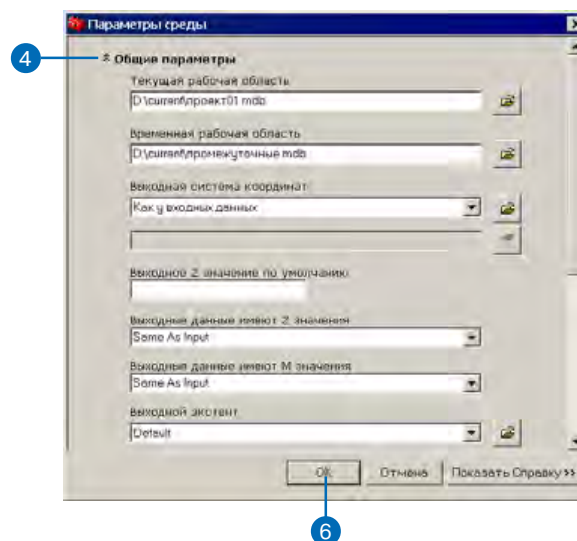 Параметры среды
4
Общие параметры
Текущая рабочая область
D:\current\проект01.mdb
Временная рабочая область
D:\current\промежуточные.mdb
Выходная система координат
Как у входных данных
Выходное Z значение по умолчанию
Выходные данные имеют Z значения
Same As Input
Выходные данные имеют M значения
Same As Input
Выходной экстент
Default
OK Отмена Показать Справку >>
6